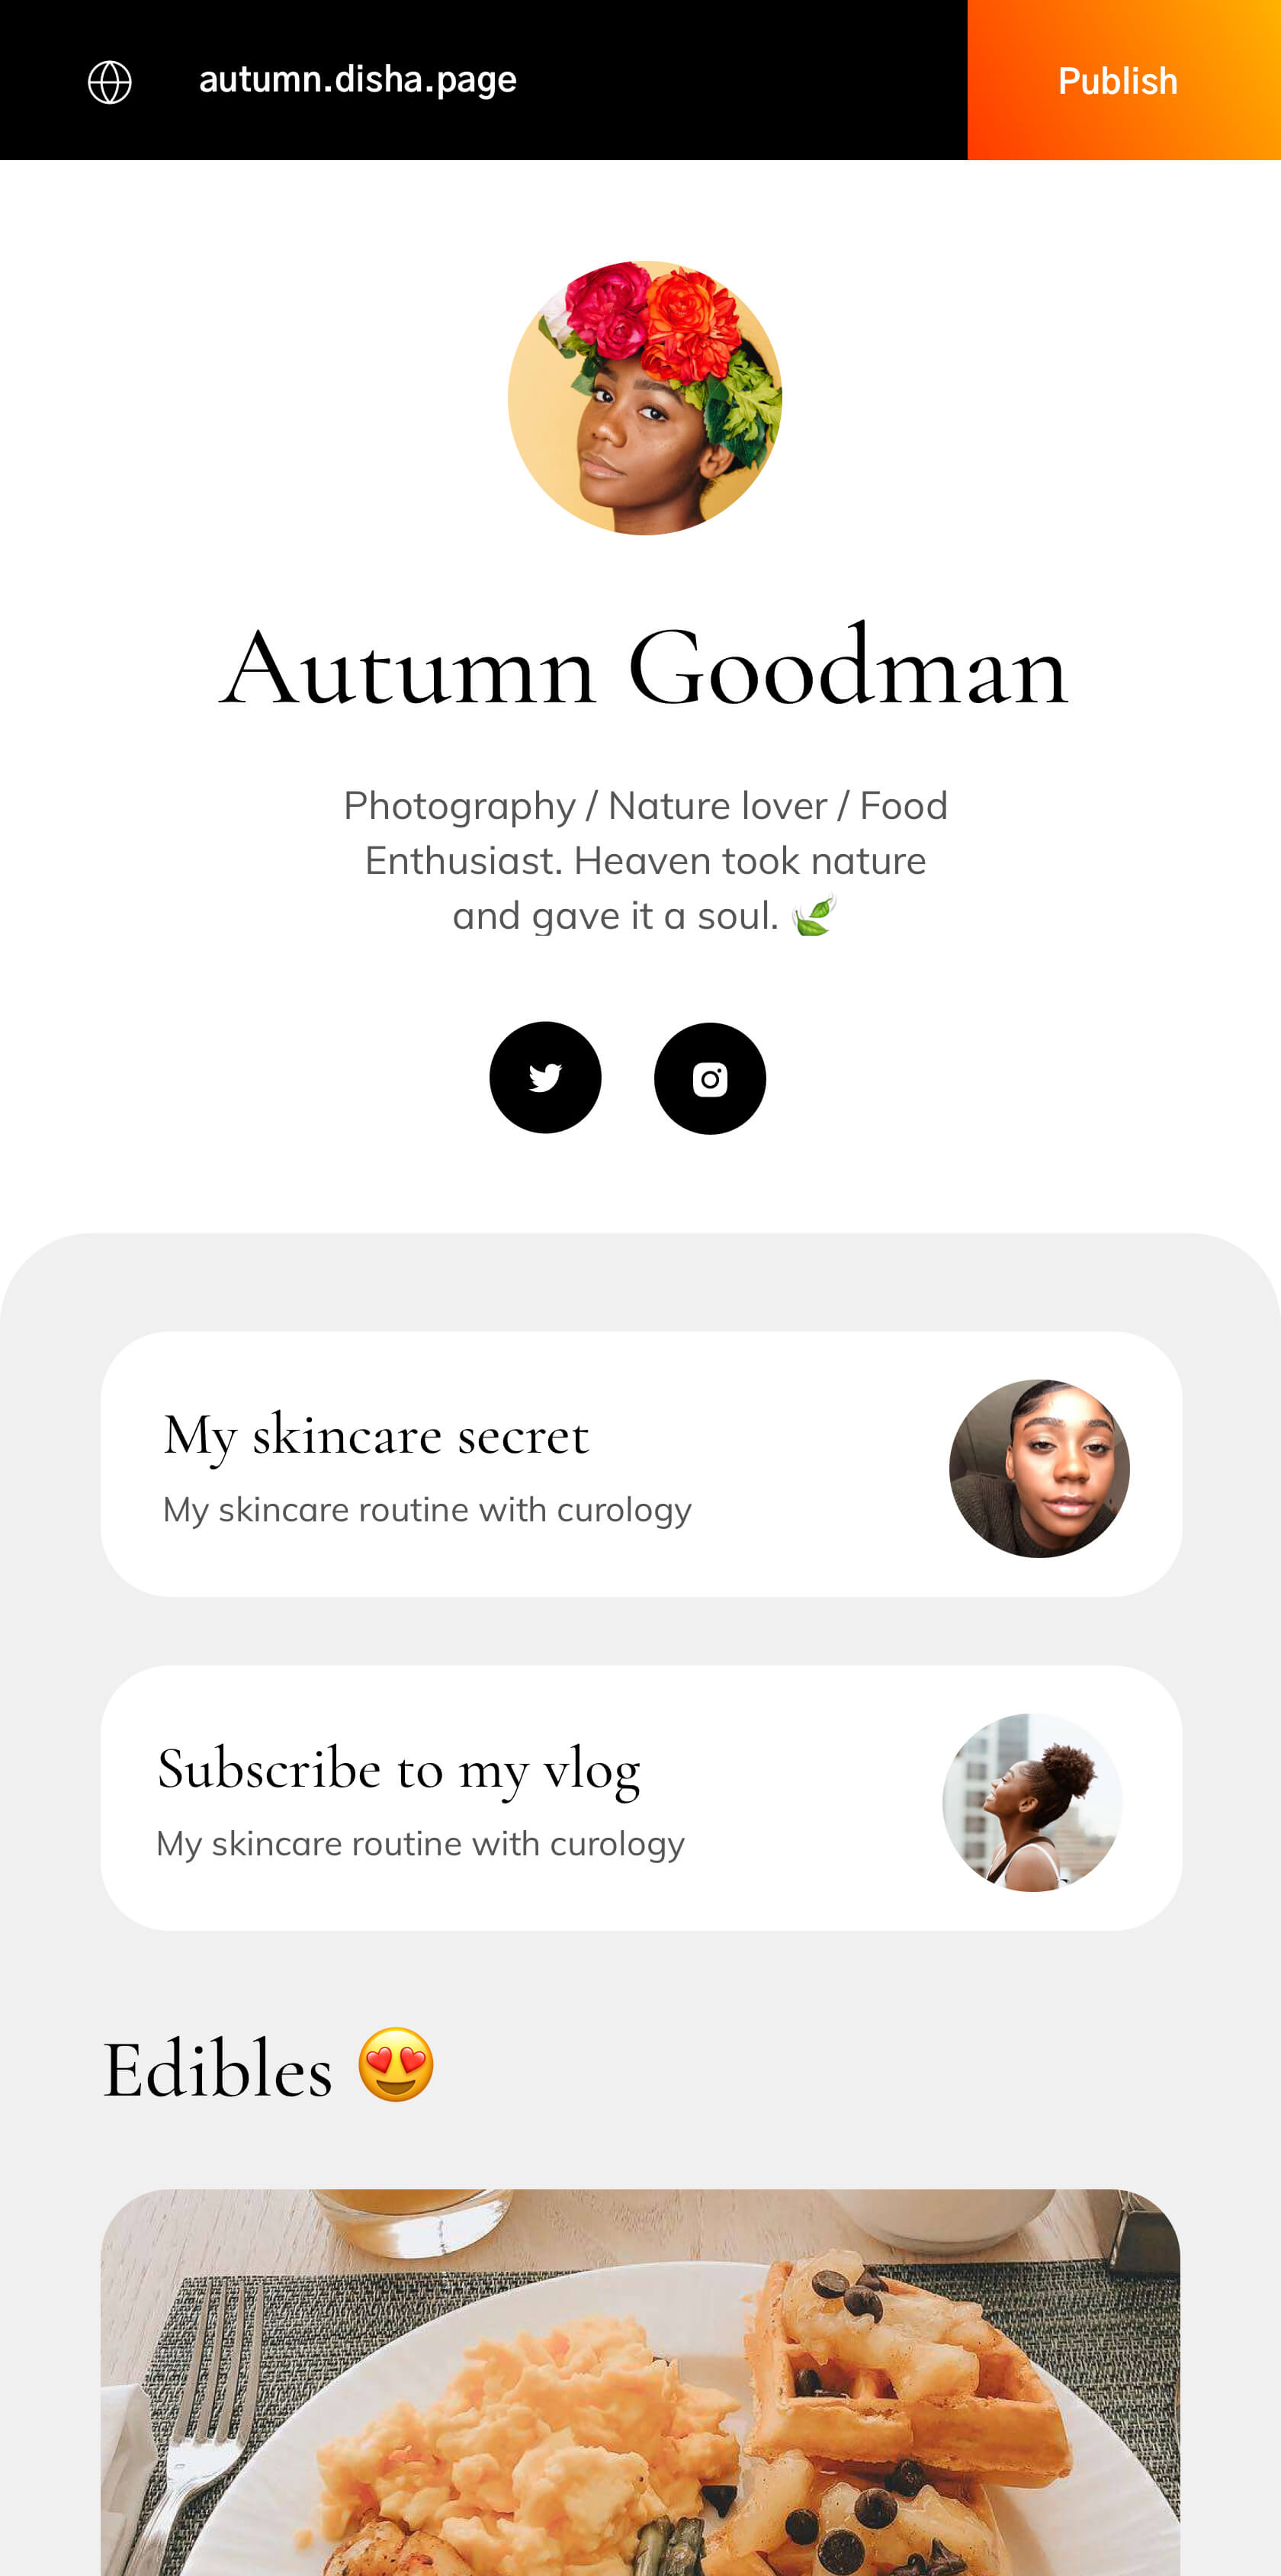 autumn.disha.page
Publish
Autumn Goodman
Photography / Nature lover / Food
Enthusiast. Heaven took nature
and gave it a soul. 🌿
My skincare secret
My skincare routine with curology
Subscribe to my vlog
My skincare routine with curology
Edibles 😍